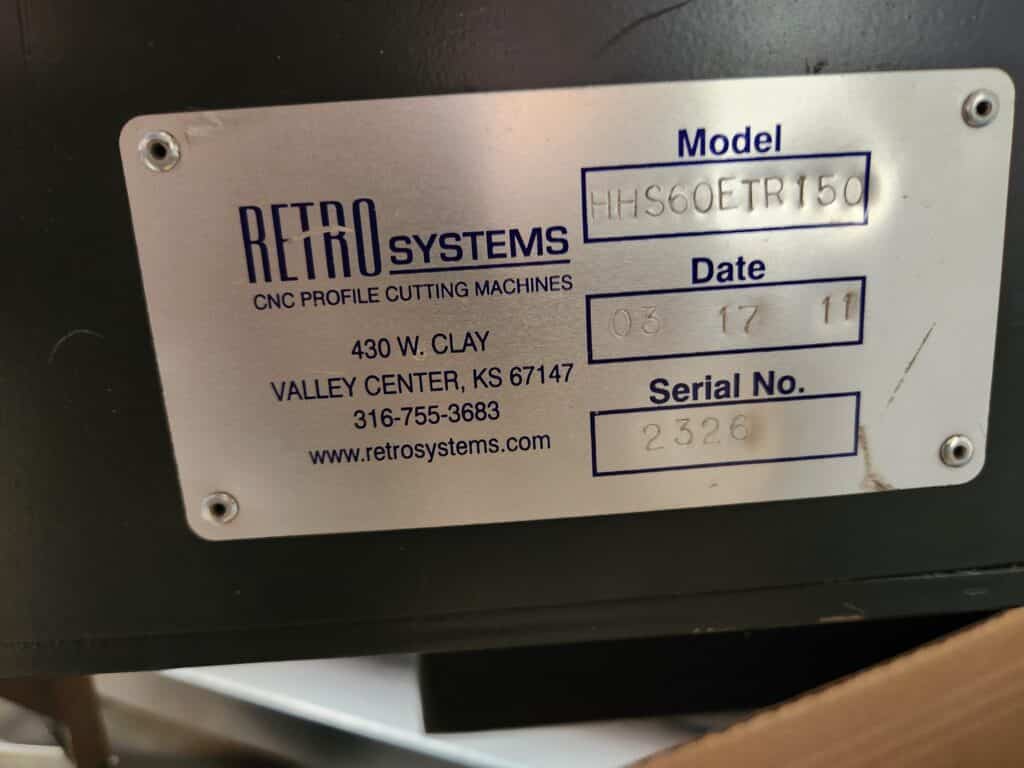 RETRO SYSTEMS
CNC PROFILE CUTTING MACHINES
430 W. CLAY
VALLEY CENTER, KS 67147
316-755-3683
www.retrosystems.com
Model
HHS60ETR150
Date
03 17 11
Serial No.
2326